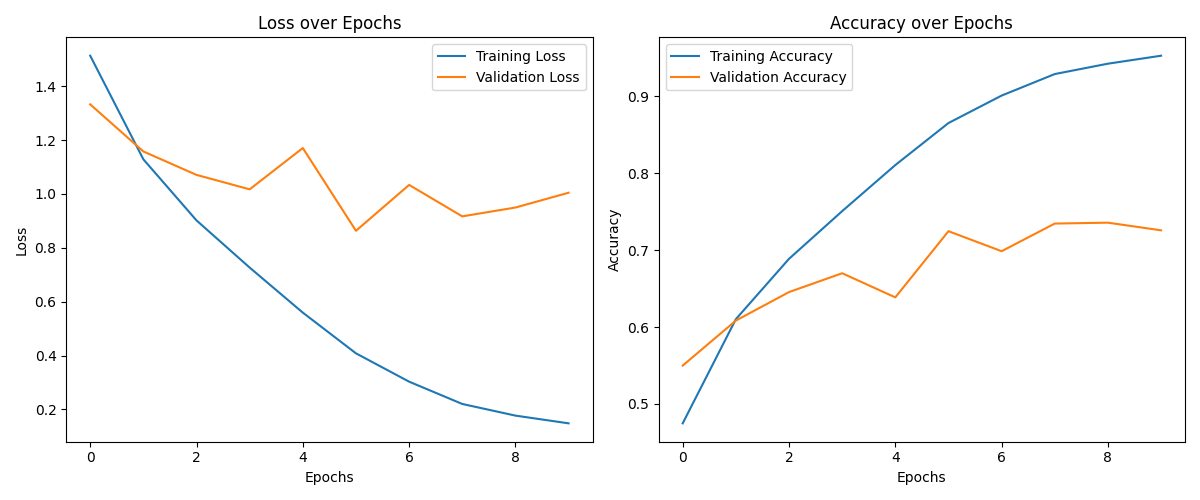 Loss over Epochs
Training Loss
Validation Loss
1.4
1.2
1.0
0.8
0.6
0.4
0.2
Loss
0
2
4
6
8
Epochs
Accuracy over Epochs
Training Accuracy
Validation Accuracy
0.9
0.8
0.7
0.6
0.5
Accuracy
0
2
4
6
8
Epochs